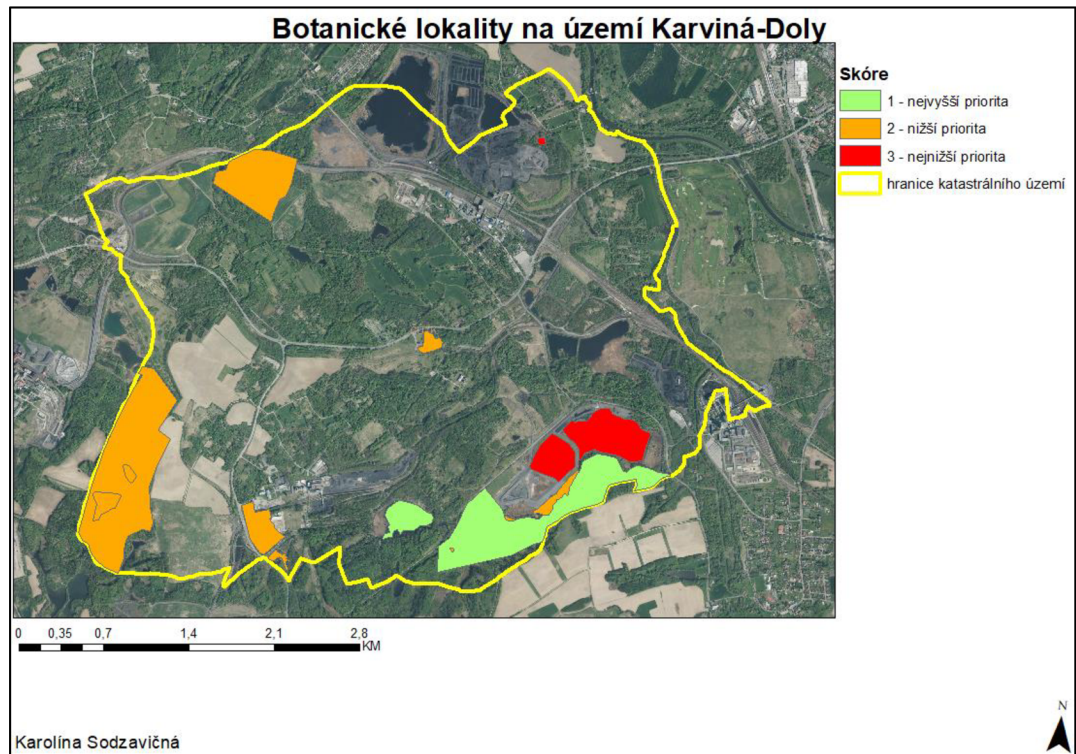 Botanické lokality na území Karviná-Doly
Skóre
1 - nejvyšší priorita
2 - nižší priorita
3 - nejnižší priorita
hranice katastrálního území
0 0,35 0,7 1,4 2,1 2,8
KM
N
Karolína Sodzavičná